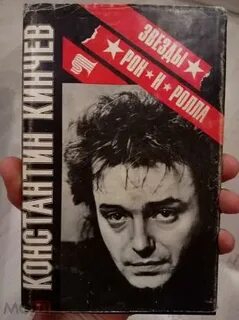 ЗВЕЗДЫ
РОК ★ И ★ РОЛЛА
КОНСТАНТИН КИНЧЕВ